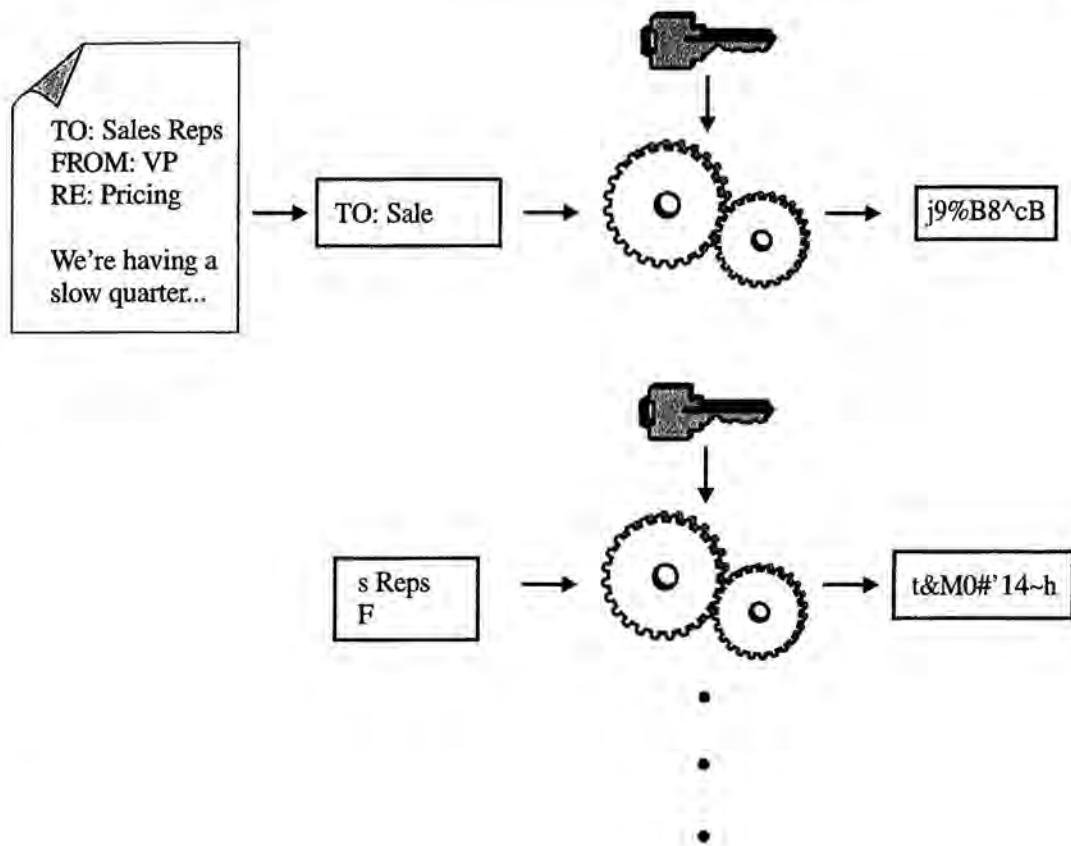 TO: Sales Reps
FROM: VP
RE: Pricing
We're having a
slow quarter...
TO: Sale
j9%B8^cB
s Reps
F
t&M0#'14~h